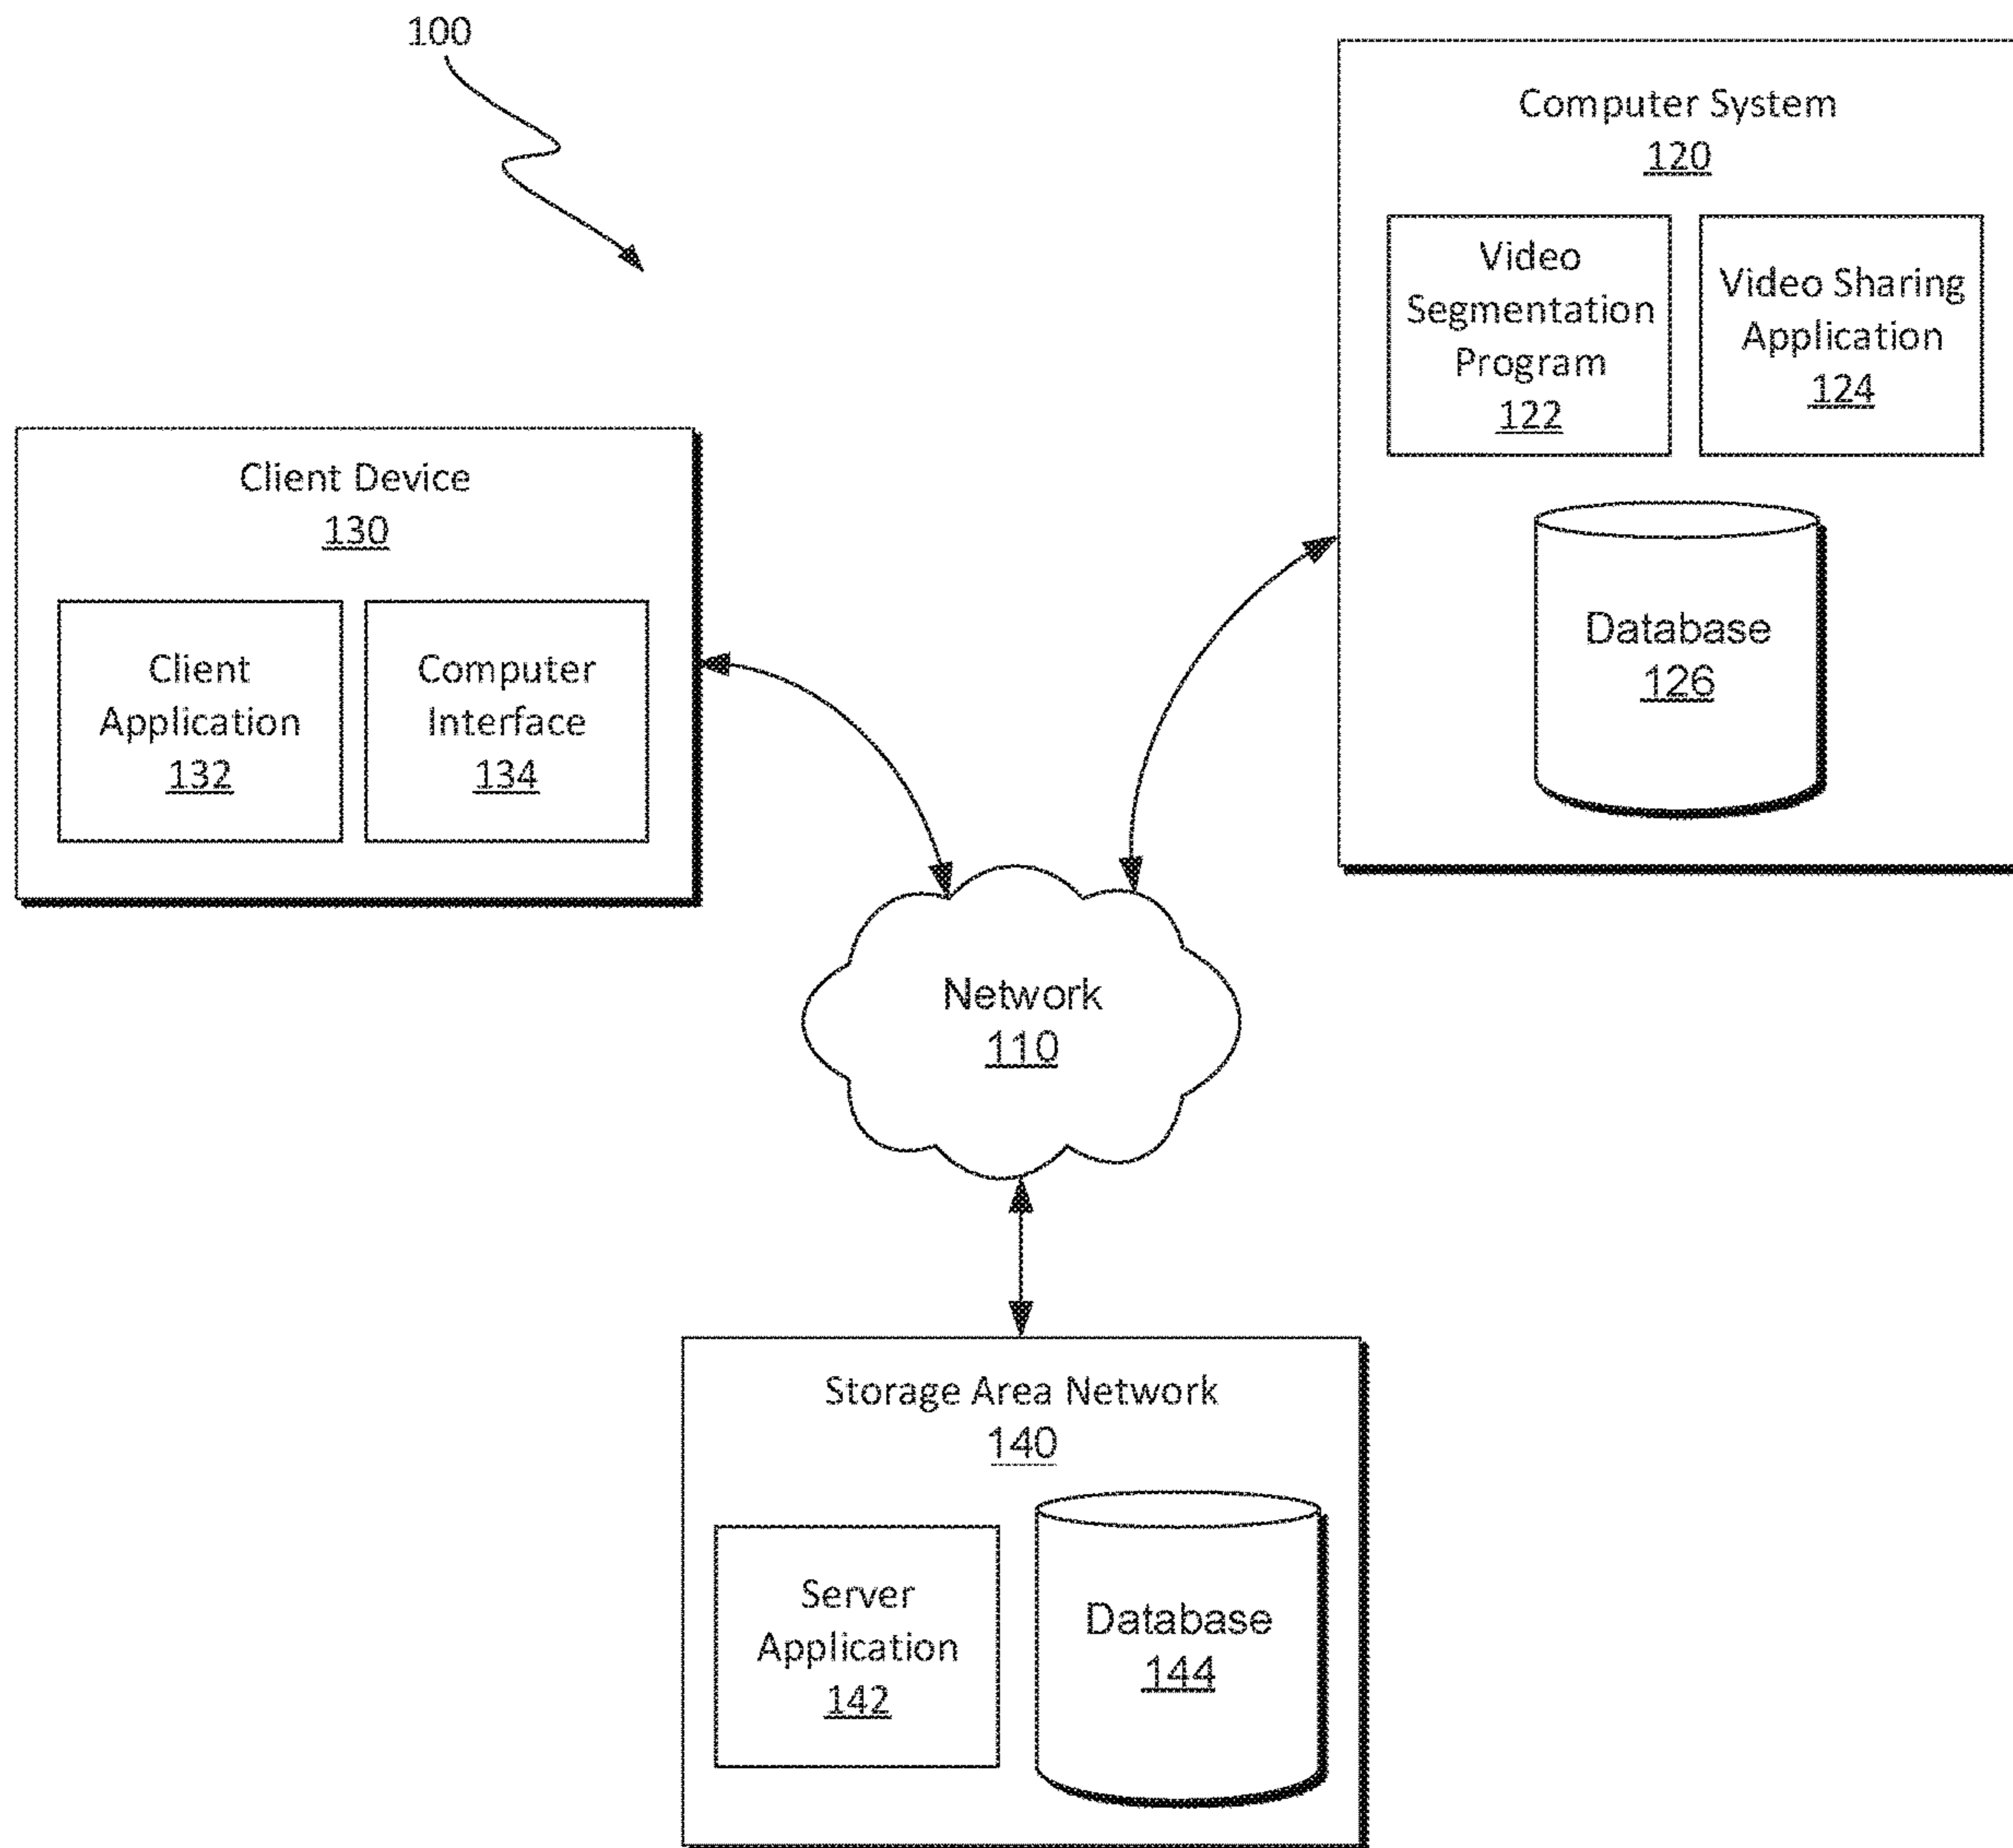 100
Computer System
120
Video
Segmentation
Program
122
Video Sharing
Application
124
Database
126
Client Device
130
Client
Application
132
Computer
Interface
134
Network
110
Storage Area Network
140
Server
Application
142
Database
144